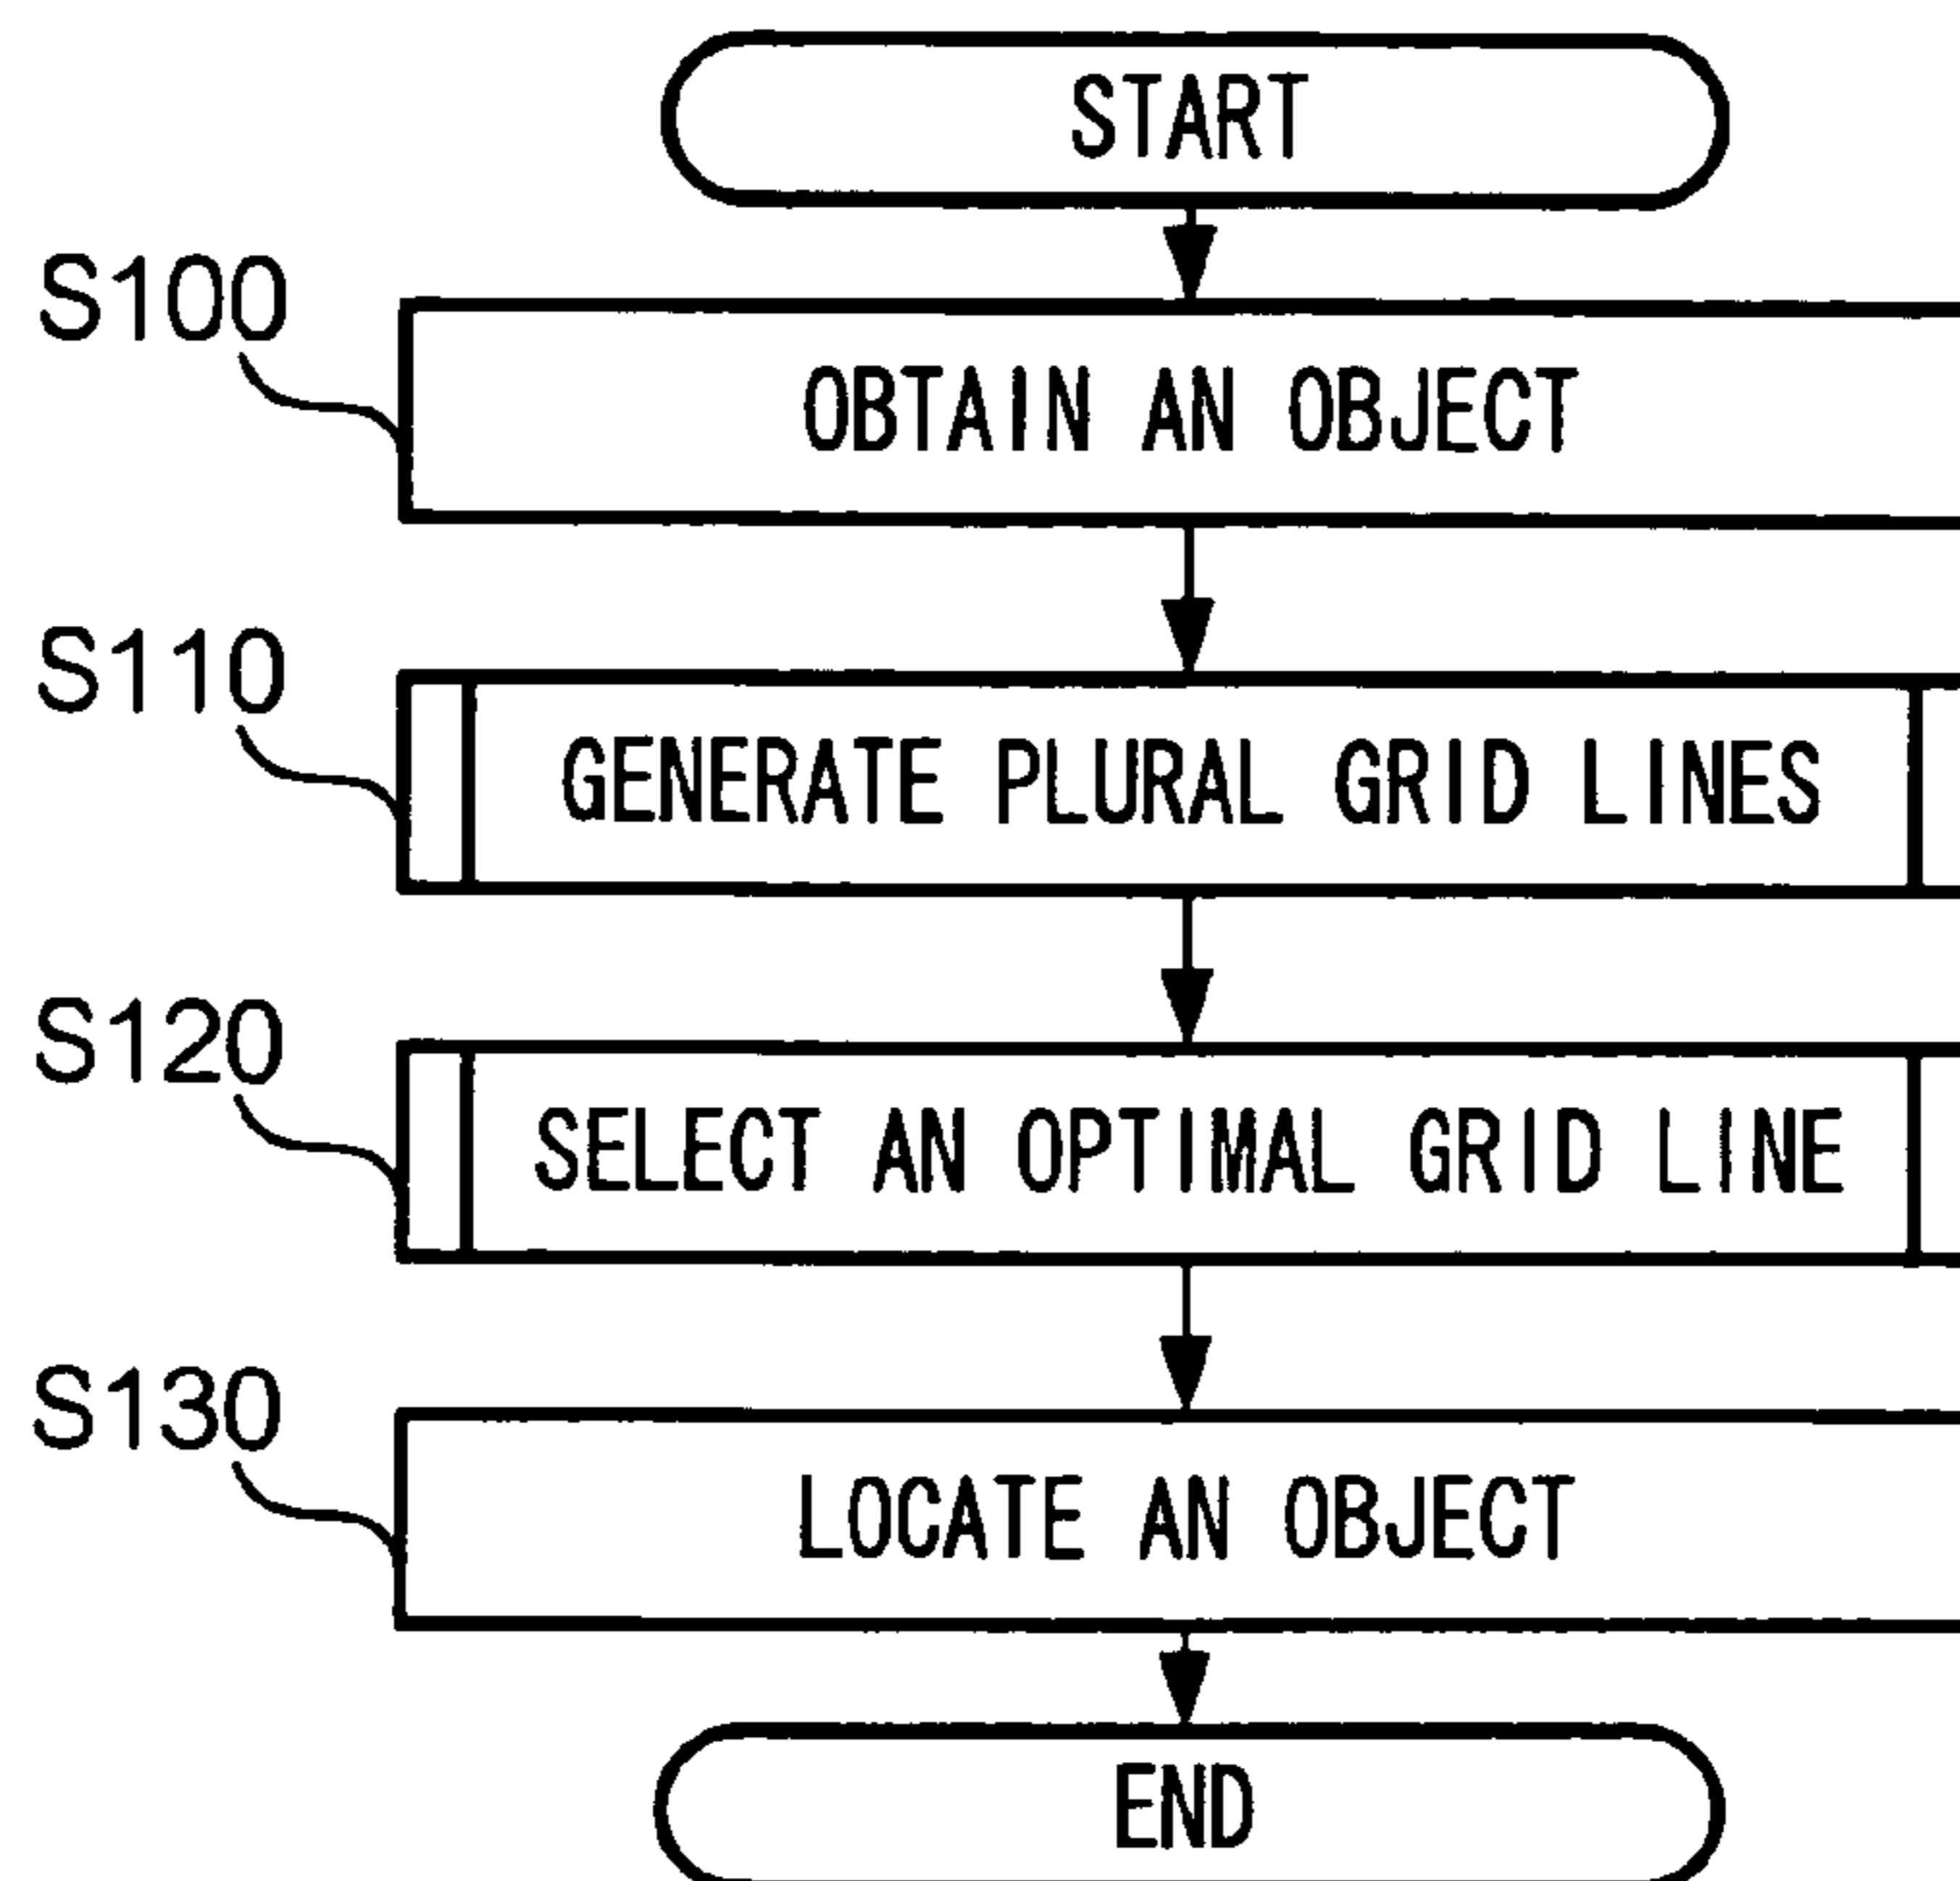 START
S100
OBTAIN AN OBJECT
S110
GENERATE PLURAL GRID LINES
S120
SELECT AN OPTIMAL GRID LINE
S130
LOCATE AN OBJECT
END